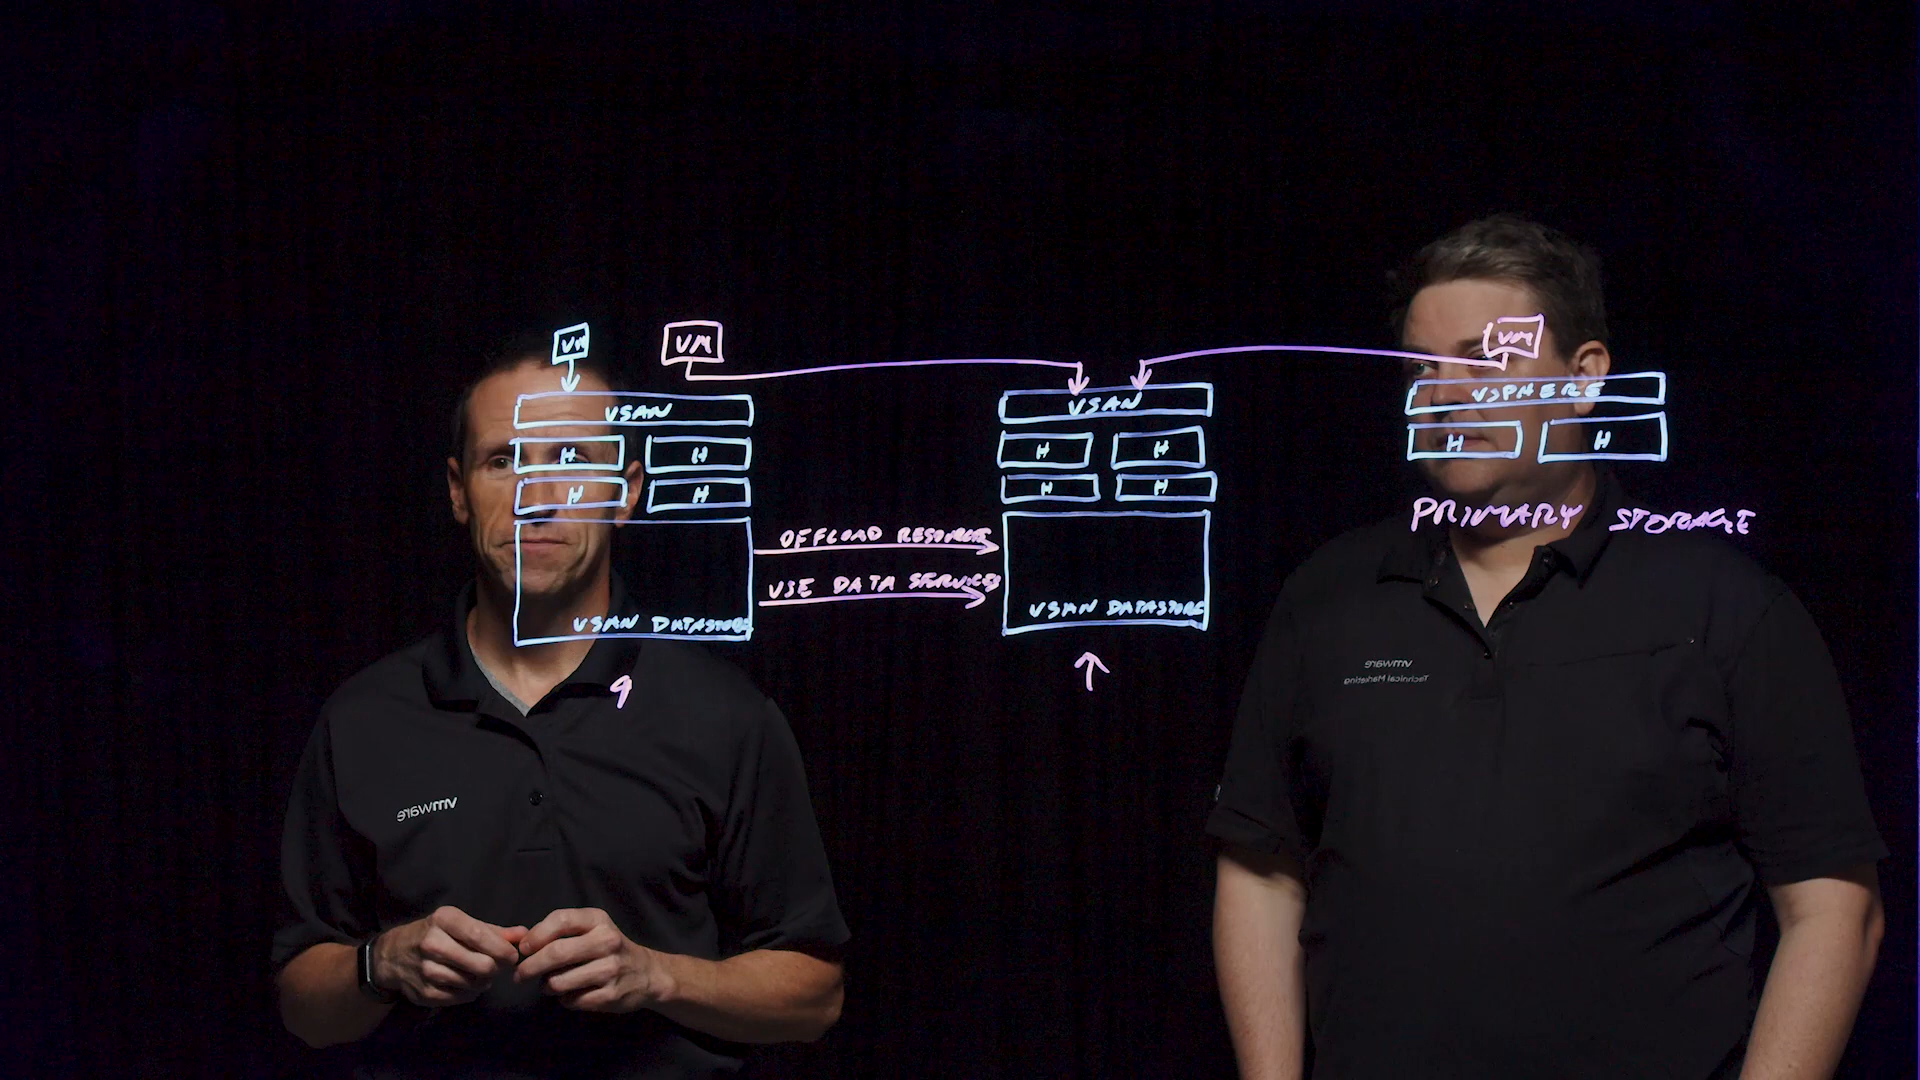 VM
VM
VM
VSAN
VSAN
VSPHERE
H H
H H
H H
H H
H H
PRIMARY STORAGE
OFFLOAD RESOURCES
USE DATA SERVICES
VSAN DATASTORE
VSAN DATASTORE
vmware
Technical Marketing
vmware